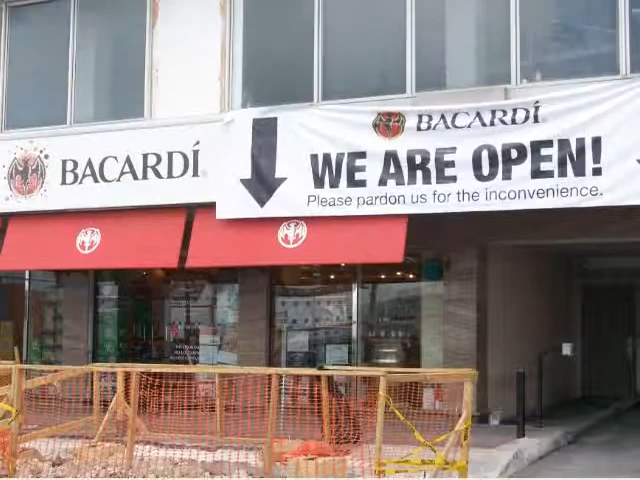 BACARDÍ
BACARDÍ
WE ARE OPEN!
Please pardon us for the inconvenience.